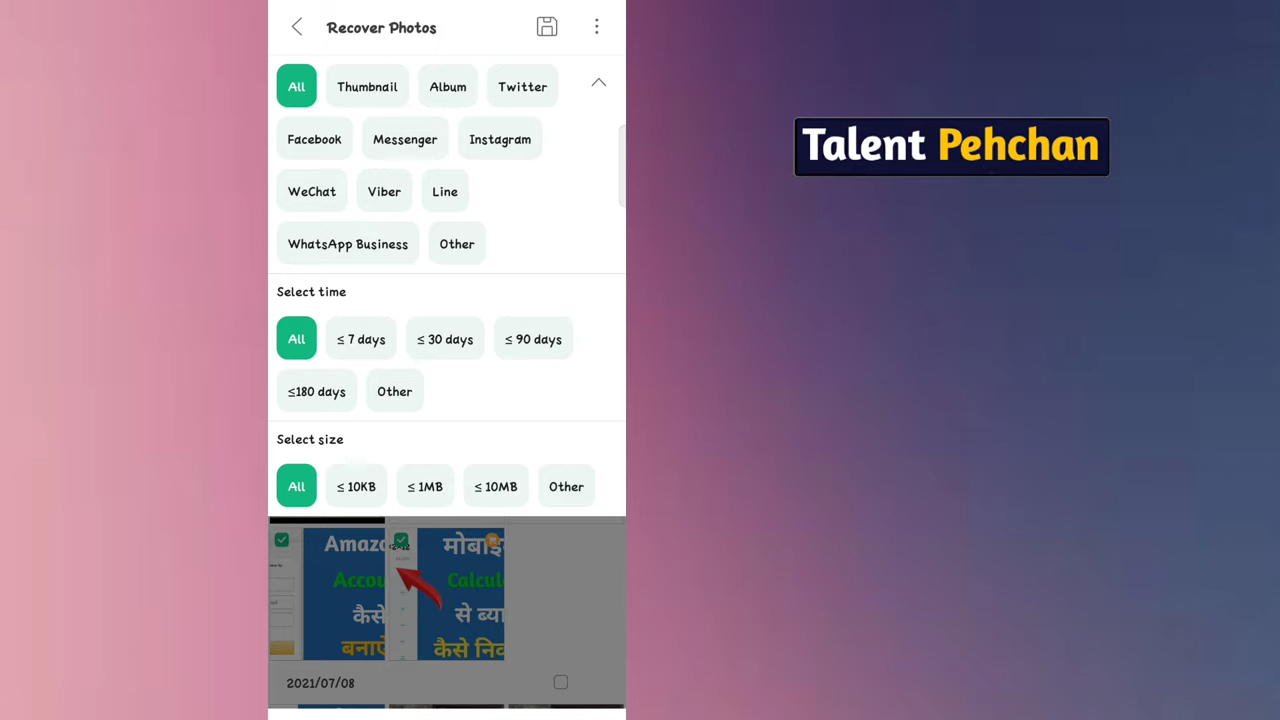 Recover Photos
All Thumbnail Album Twitter
Facebook Messenger Instagram
WeChat Viber Line
WhatsApp Business Other
Select time
All ≤ 7 days ≤ 30 days ≤ 90 days
≤180 days Other
Select size
All ≤ 10KB ≤ 1MB ≤ 10MB Other
कैसे
से
कैसे
2021/07/08
Talent Pehchan